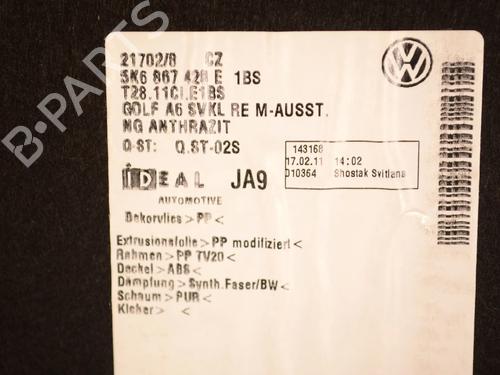 21702/8 CZ
5K6 867 428 E 1BS
T28.11CI.E1BS
GOLF A6 SVKL RE M-AUSST.
NG ANTHRAZIT
Q-ST: Q.ST-02S
IDEAL JA9
AUTOMOTIVE
143168
17.02.11 14:02
D10364 Shostak Svitlana
Dekorvlies > PP <
Extrusionsfolie > PP modifiziert <
Rahmen > PP TV20 <
Deckel > ABS <
Dämpfung > Synth.Faser/BW <
Schaum > PUR <
Kleber > <
B-PARTS